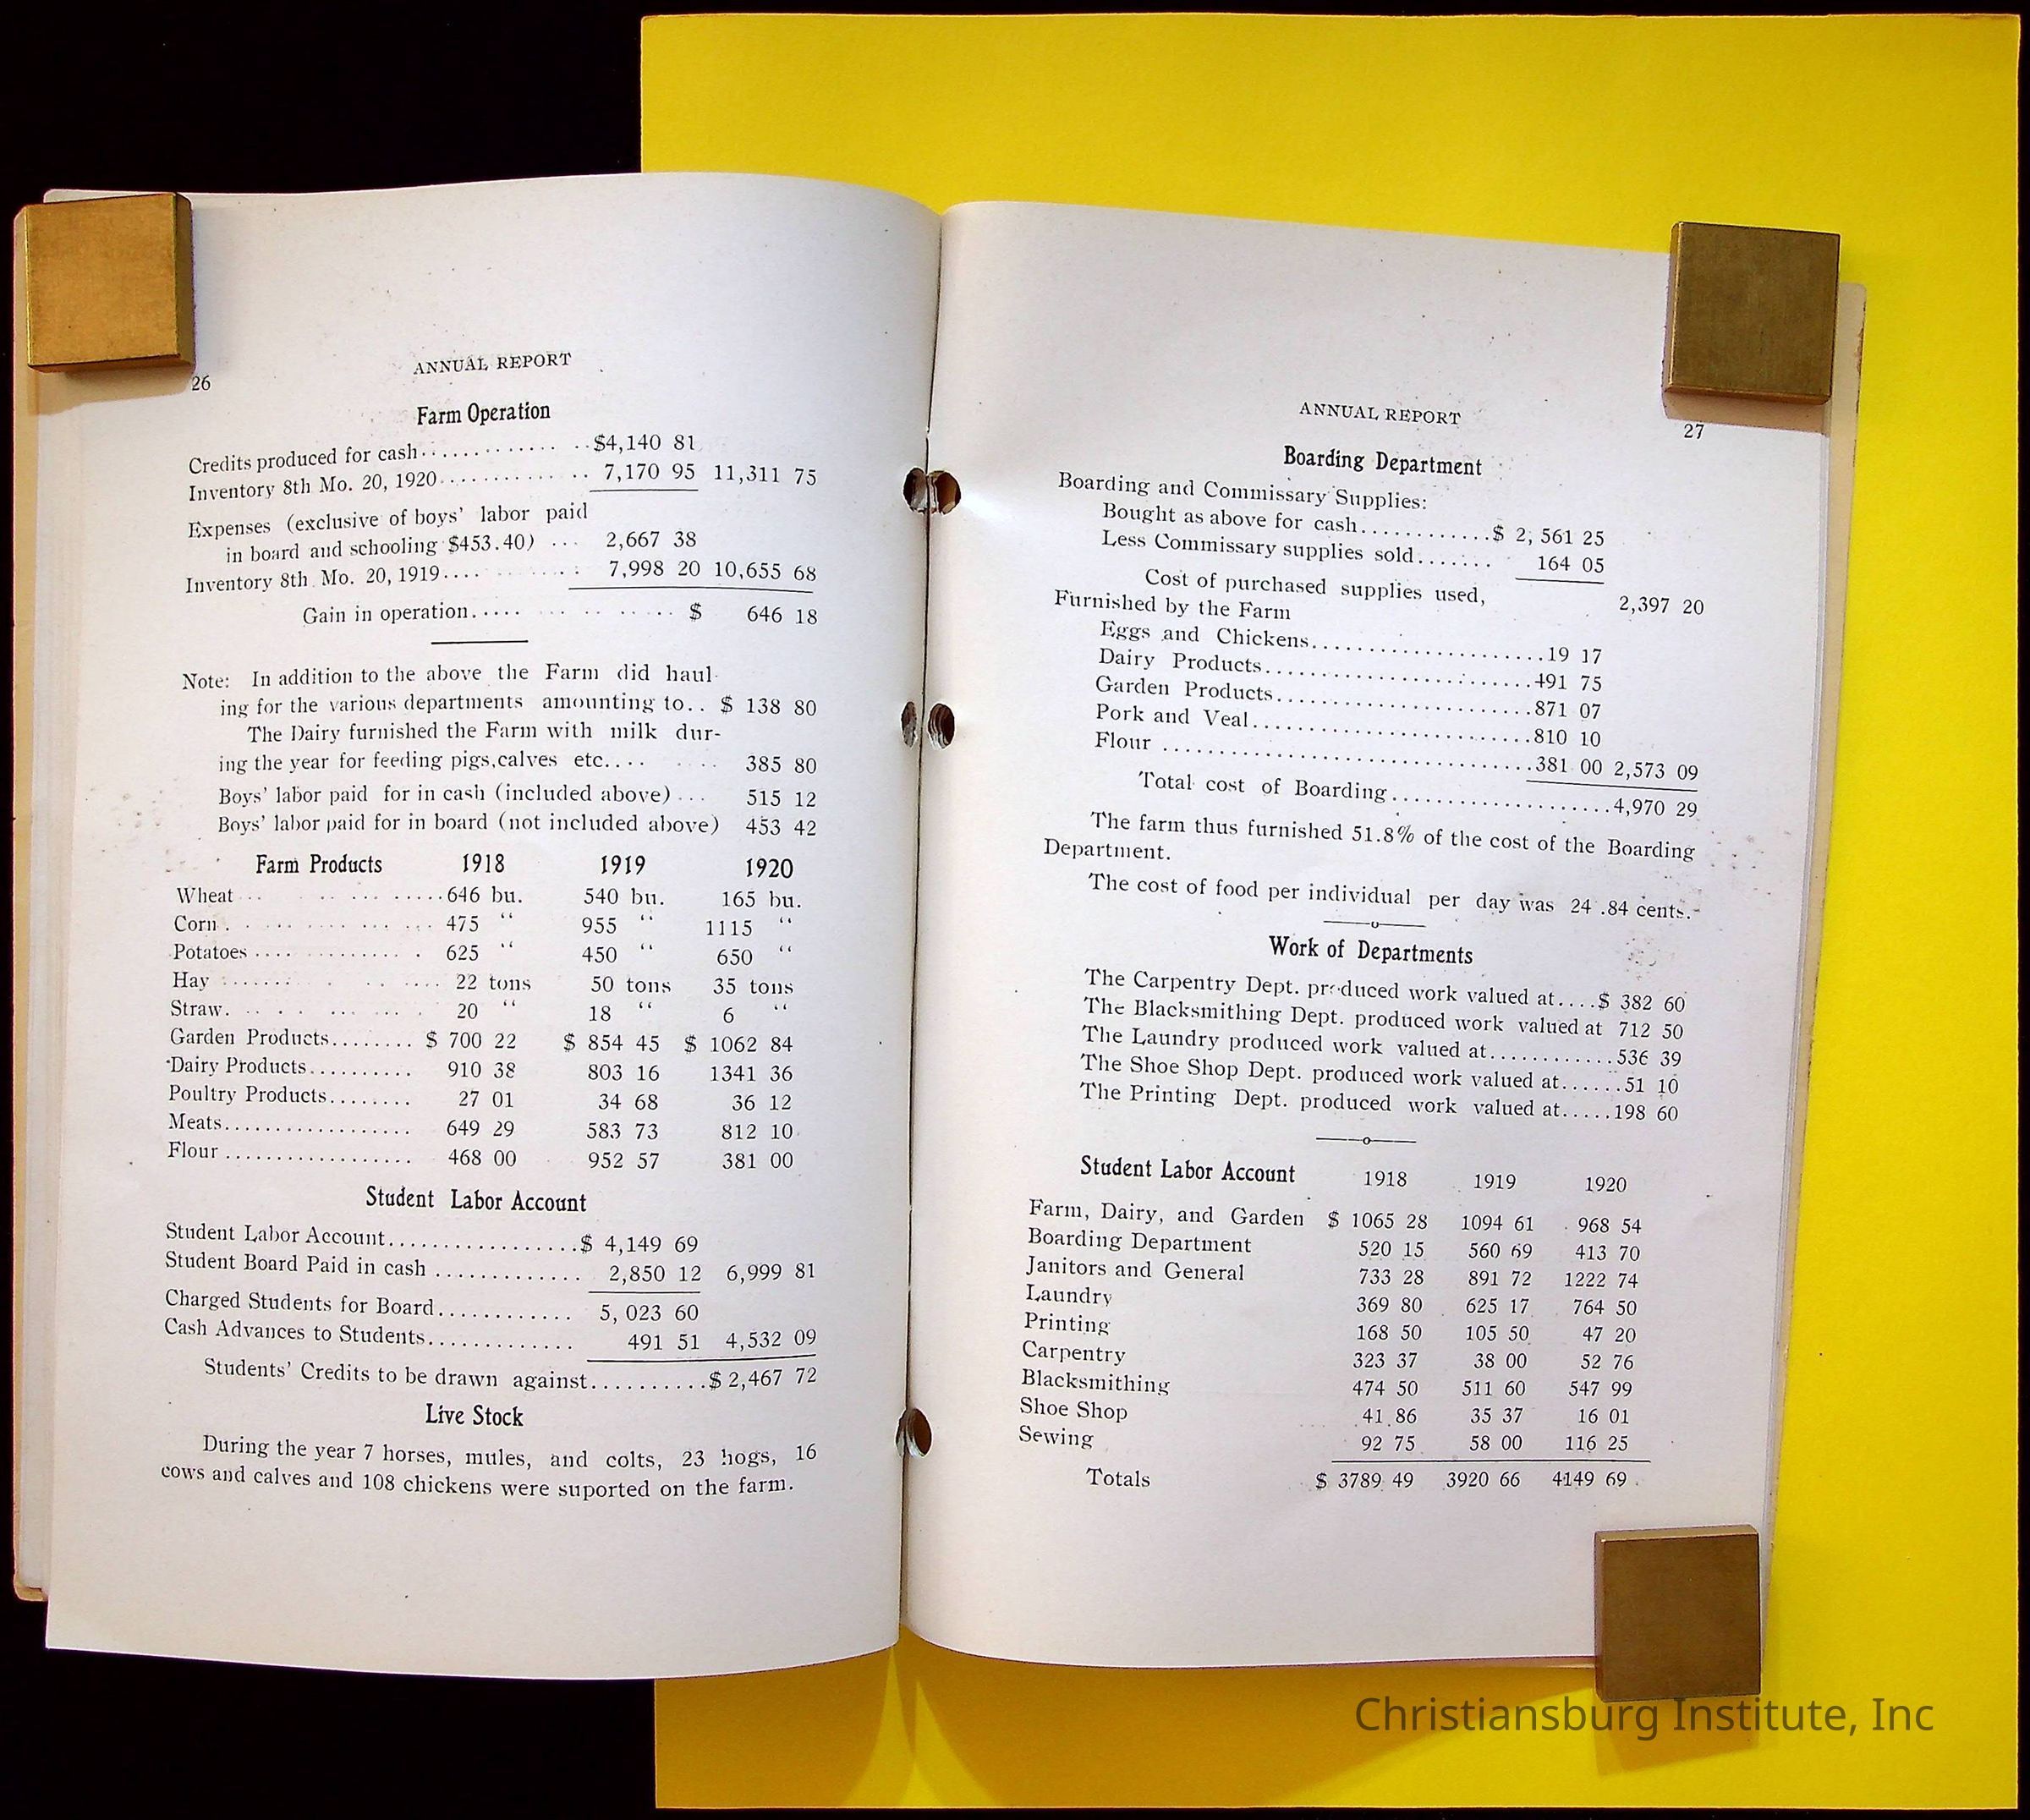 26
ANNUAL REPORT
Farm Operation
Credits produced for cash.............. $4,140 81
Inventory 8th Mo. 20, 1920............. 7,170 95 11,311 75
Expenses (exclusive of boys' labor paid
in board and schooling $453.40) ... 2,667 38
Inventory 8th Mo. 20, 1919............. 7,998 20 10,655 68
Gain in operation............... $ 646 18
Note: In addition to the above the Farm did haul-
ing for the various departments amounting to.. $ 138 80
The Dairy furnished the Farm with milk dur-
ing the year for feeding pigs,calves etc.... .... 385 80
Boys' labor paid for in cash (included above)... 515 12
Boys' labor paid for in board (not included above) 453 42
Farm Products 1918 1919 1920
Wheat ............646 bu. 540 bu. 165 bu.
Corn............... 475 “ 955 “ 1115 “
Potatoes............... 625 “ 450 “ 650 “
Hay............... 22 tons 50 tons 35 tons
Straw............... 20 “ 18 “ 6 “
Garden Products........ $ 700 22 $ 854 45 $ 1062 84
Dairy Products.......... 910 38 803 16 1341 36
Poultry Products........ 27 01 34 68 36 12
Meats.................. 649 29 583 73 812 10
Flour .................. 468 00 952 57 381 00
Student Labor Account
Student Labor Account.................$ 4,149 69
Student Board Paid in cash ............. 2,850 12 6,999 81
Charged Students for Board............ 5, 023 60
Cash Advances to Students............. 491 51 4,532 09
Students' Credits to be drawn against..........$ 2,467 72
Live Stock
During the year 7 horses, mules, and colts, 23 hogs, 16
cows and calves and 108 chickens were suported on the farm.
ANNUAL REPORT
27
Boarding Department
Boarding and Commissary Supplies:
Bought as above for cash............$ 2, 561 25
Less Commissary supplies sold....... 164 05
Cost of purchased supplies used, 2,397 20
Furnished by the Farm
Eggs and Chickens......................19 17
Dairy Products.........................491 75
Garden Products........................871 07
Pork and Veal..........................810 10
Flour ..................................381 00 2,573 09
Total cost of Boarding....................4,970 29
The farm thus furnished 51.8% of the cost of the Boarding
Department.
The cost of food per individual per day was 24 .84 cents.
Work of Departments
The Carpentry Dept. produced work valued at....$ 382 60
The Blacksmithing Dept. produced work valued at 712 50
The Laundry produced work valued at............536 39
The Shoe Shop Dept. produced work valued at......51 10
The Printing Dept. produced work valued at.....198 60
Student Labor Account 1918 1919 1920
Farm, Dairy, and Garden $ 1065 28 1094 61 968 54
Boarding Department 520 15 560 69 413 70
Janitors and General 733 28 891 72 1222 74
Laundry 369 80 625 17 764 50
Printing 168 50 105 50 47 20
Carpentry 323 37 38 00 52 76
Blacksmithing 474 50 511 60 547 99
Shoe Shop 41 86 35 37 16 01
Sewing 92 75 58 00 116 25
Totals $ 3789 49 3920 66 4149 69
Christiansburg Institute, Inc